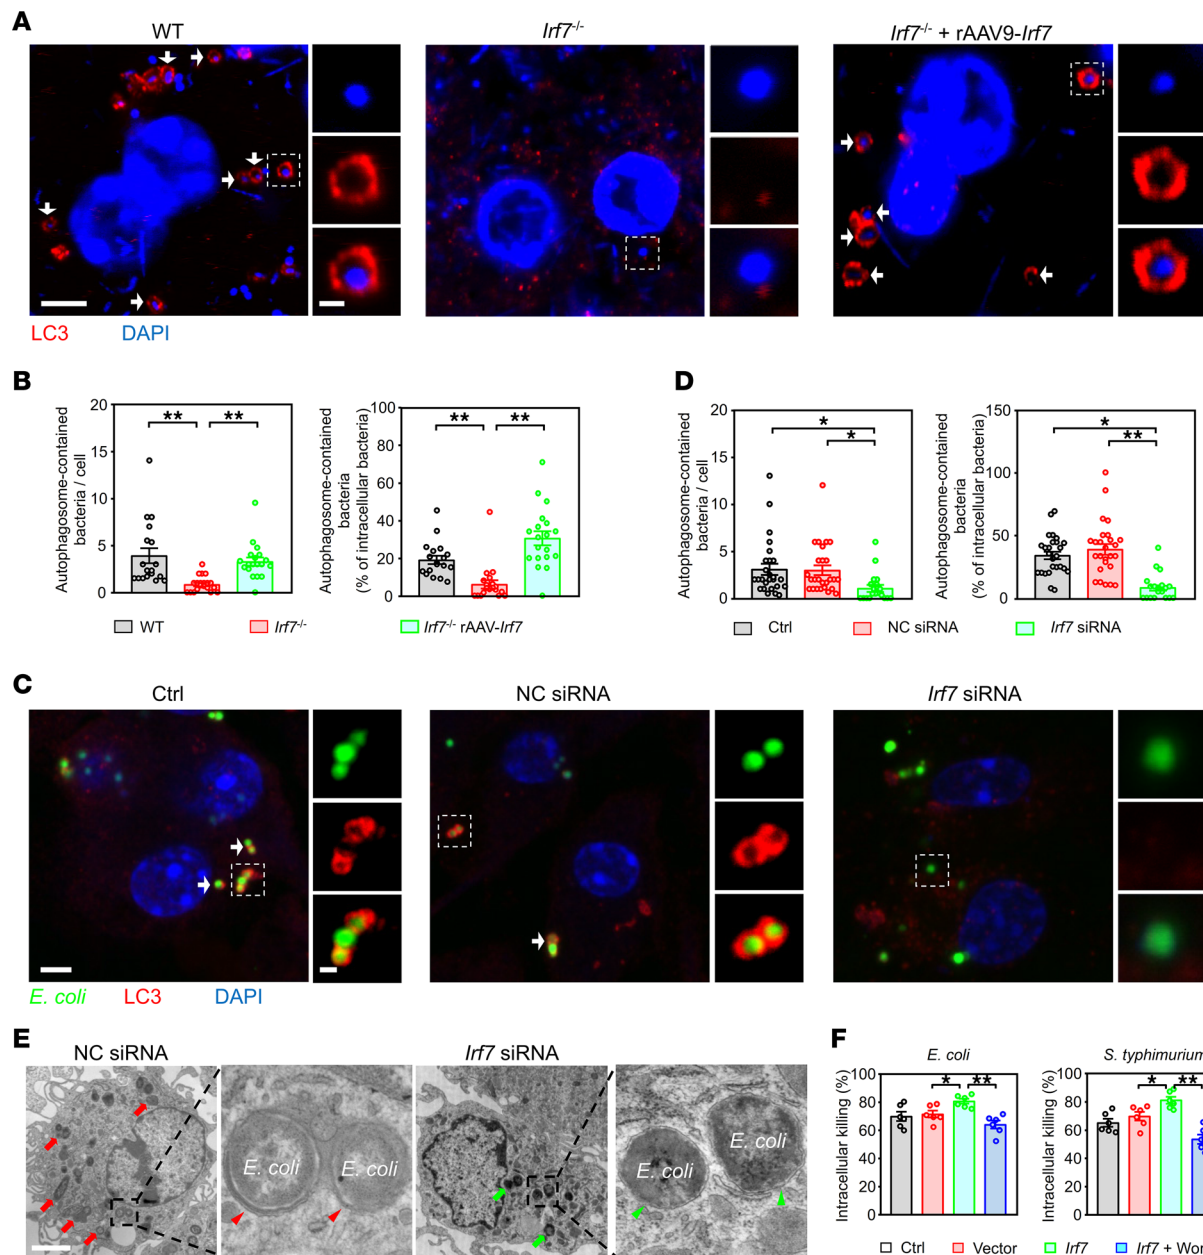 A
WT
Irf7-/-
Irf7-/- + rAAV9-Irf7
LC3
DAPI
B
Autophagosome-contained
bacteria / cell
20
15
10
5
0
**
**
Autophagosome-contained
bacteria
(% of intracellular bacteria)
100
80
60
40
20
0
**
**
WT
Irf7-/-
Irf7-/- rAAV-Irf7
D
Autophagosome-contained
bacteria / cell
20
15
10
5
0
*
*
Autophagosome-contained
bacteria
(% of intracellular bacteria)
150
100
50
0
*
**
Ctrl
NC siRNA
Irf7 siRNA
C
Ctrl
NC siRNA
Irf7 siRNA
E. coli
LC3
DAPI
E
NC siRNA
Irf7 siRNA
E. coli
E. coli
E. coli
E. coli
F
E. coli
Intracellular killing (%)
100
80
60
40
20
0
*
**
S. typhimurium
Intracellular killing (%)
100
80
60
40
20
0
*
**
Ctrl
Vector
Irf7
Irf7 +